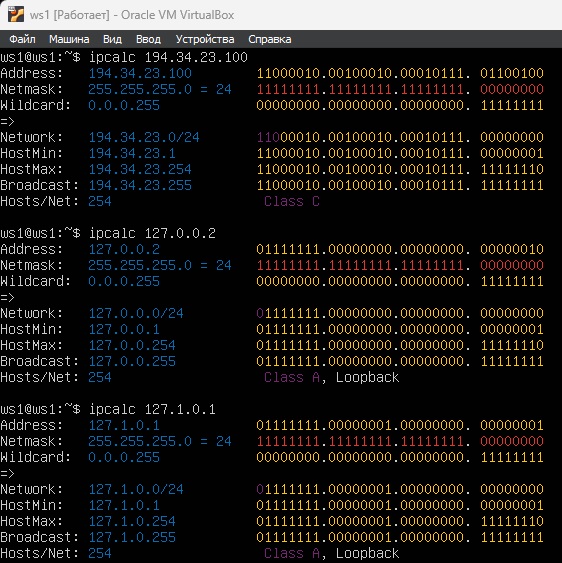 ws1 [Работает] - Oracle VM VirtualBox
Файл Машина Вид Ввод Устройства Справка
ws1@ws1:~$ ipcalc 194.34.23.100
Address: 194.34.23.100 11000010.00100010.00010111. 01100100
Netmask: 255.255.255.0 = 24 11111111.11111111.11111111. 00000000
Wildcard: 0.0.0.255 00000000.00000000.00000000. 11111111
=>
Network: 194.34.23.0/24 11000010.00100010.00010111. 00000000
HostMin: 194.34.23.1 11000010.00100010.00010111. 00000001
HostMax: 194.34.23.254 11000010.00100010.00010111. 11111110
Broadcast: 194.34.23.255 11000010.00100010.00010111. 11111111
Hosts/Net: 254 Class C
ws1@ws1:~$ ipcalc 127.0.0.2
Address: 127.0.0.2 01111111.00000000.00000000. 00000010
Netmask: 255.255.255.0 = 24 11111111.11111111.11111111. 00000000
Wildcard: 0.0.0.255 00000000.00000000.00000000. 11111111
=>
Network: 127.0.0.0/24 01111111.00000000.00000000. 00000000
HostMin: 127.0.0.1 01111111.00000000.00000000. 00000001
HostMax: 127.0.0.254 01111111.00000000.00000000. 11111110
Broadcast: 127.0.0.255 01111111.00000000.00000000. 11111111
Hosts/Net: 254 Class A, Loopback
ws1@ws1:~$ ipcalc 127.1.0.1
Address: 127.1.0.1 01111111.00000001.00000000. 00000001
Netmask: 255.255.255.0 = 24 11111111.11111111.11111111. 00000000
Wildcard: 0.0.0.255 00000000.00000000.00000000. 11111111
=>
Network: 127.1.0.0/24 01111111.00000001.00000000. 00000000
HostMin: 127.1.0.1 01111111.00000001.00000000. 00000001
HostMax: 127.1.0.254 01111111.00000001.00000000. 11111110
Broadcast: 127.1.0.255 01111111.00000001.00000000. 11111111
Hosts/Net: 254 Class A, Loopback